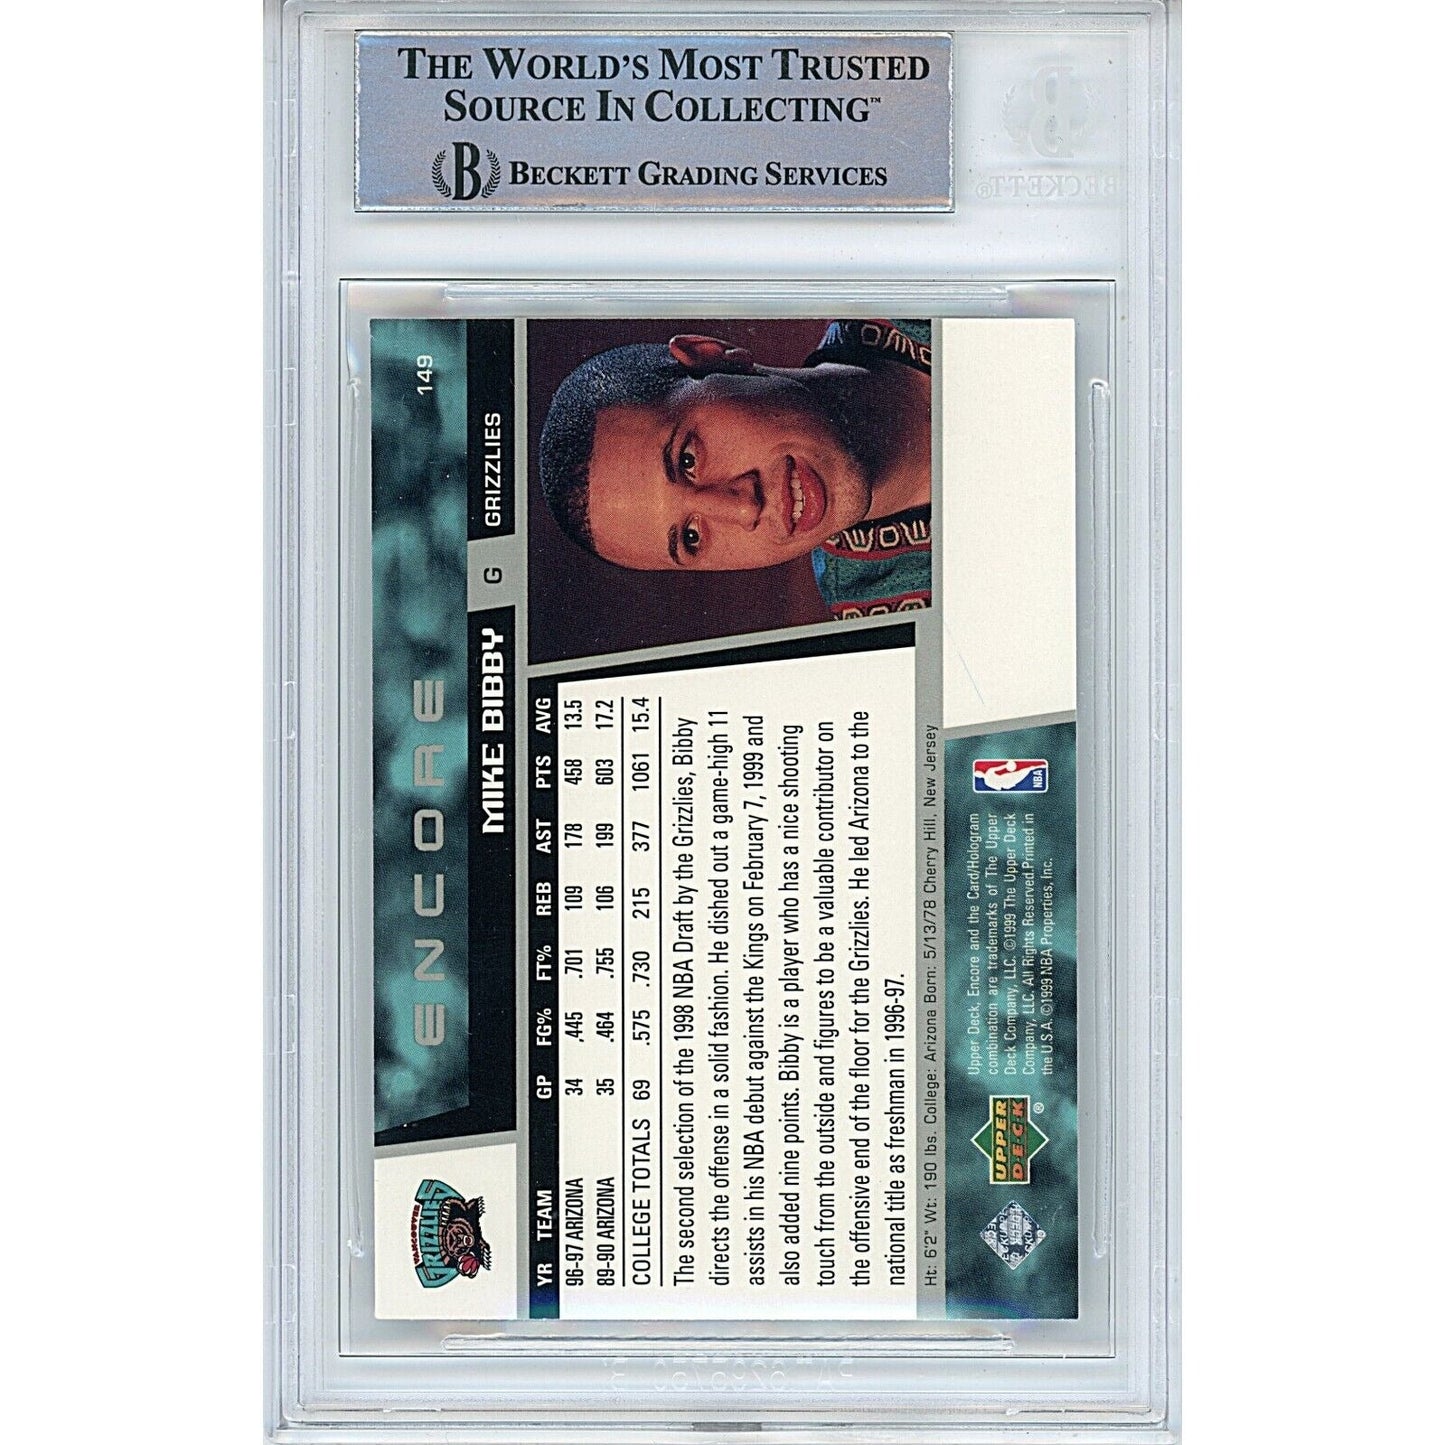 THE WORLD'S MOST TRUSTED
SOURCE IN COLLECTING™
B BECKETT GRADING SERVICES
BECKETT®
ENCORE 149
MIKE BIBBY G GRIZZLIES
VANCOUVER
GRIZZLIES
YR TEAM GP FG% FT% REB AST PTS AVG
96-97 ARIZONA 34 .445 .701 109 178 458 13.5
89-90 ARIZONA 35 .464 .755 106 199 603 17.2
COLLEGE TOTALS 69 .575 .730 215 377 1061 15.4
The second selection of the 1998 NBA Draft by the Grizzlies, Bibby
directs the offense in a solid fashion. He dished out a game-high 11
assists in his NBA debut against the Kings on February 7, 1999 and
also added nine points. Bibby is a player who has a nice shooting
touch from the outside and figures to be a valuable contributor on
the offensive end of the floor for the Grizzlies. He led Arizona to the
national title as freshman in 1996-97.
Ht: 6'2" Wt: 190 lbs. College: Arizona Born: 5/13/78 Cherry Hill, New Jersey
UPPER
DECK®
Upper Deck, Encore and the Card/Hologram
combination are trademarks of The Upper
Deck Company, LLC. ©1999 The Upper Deck
Company, LLC. All Rights Reserved.Printed in
the U.S.A. ©1999 NBA Properties, Inc.
NBA